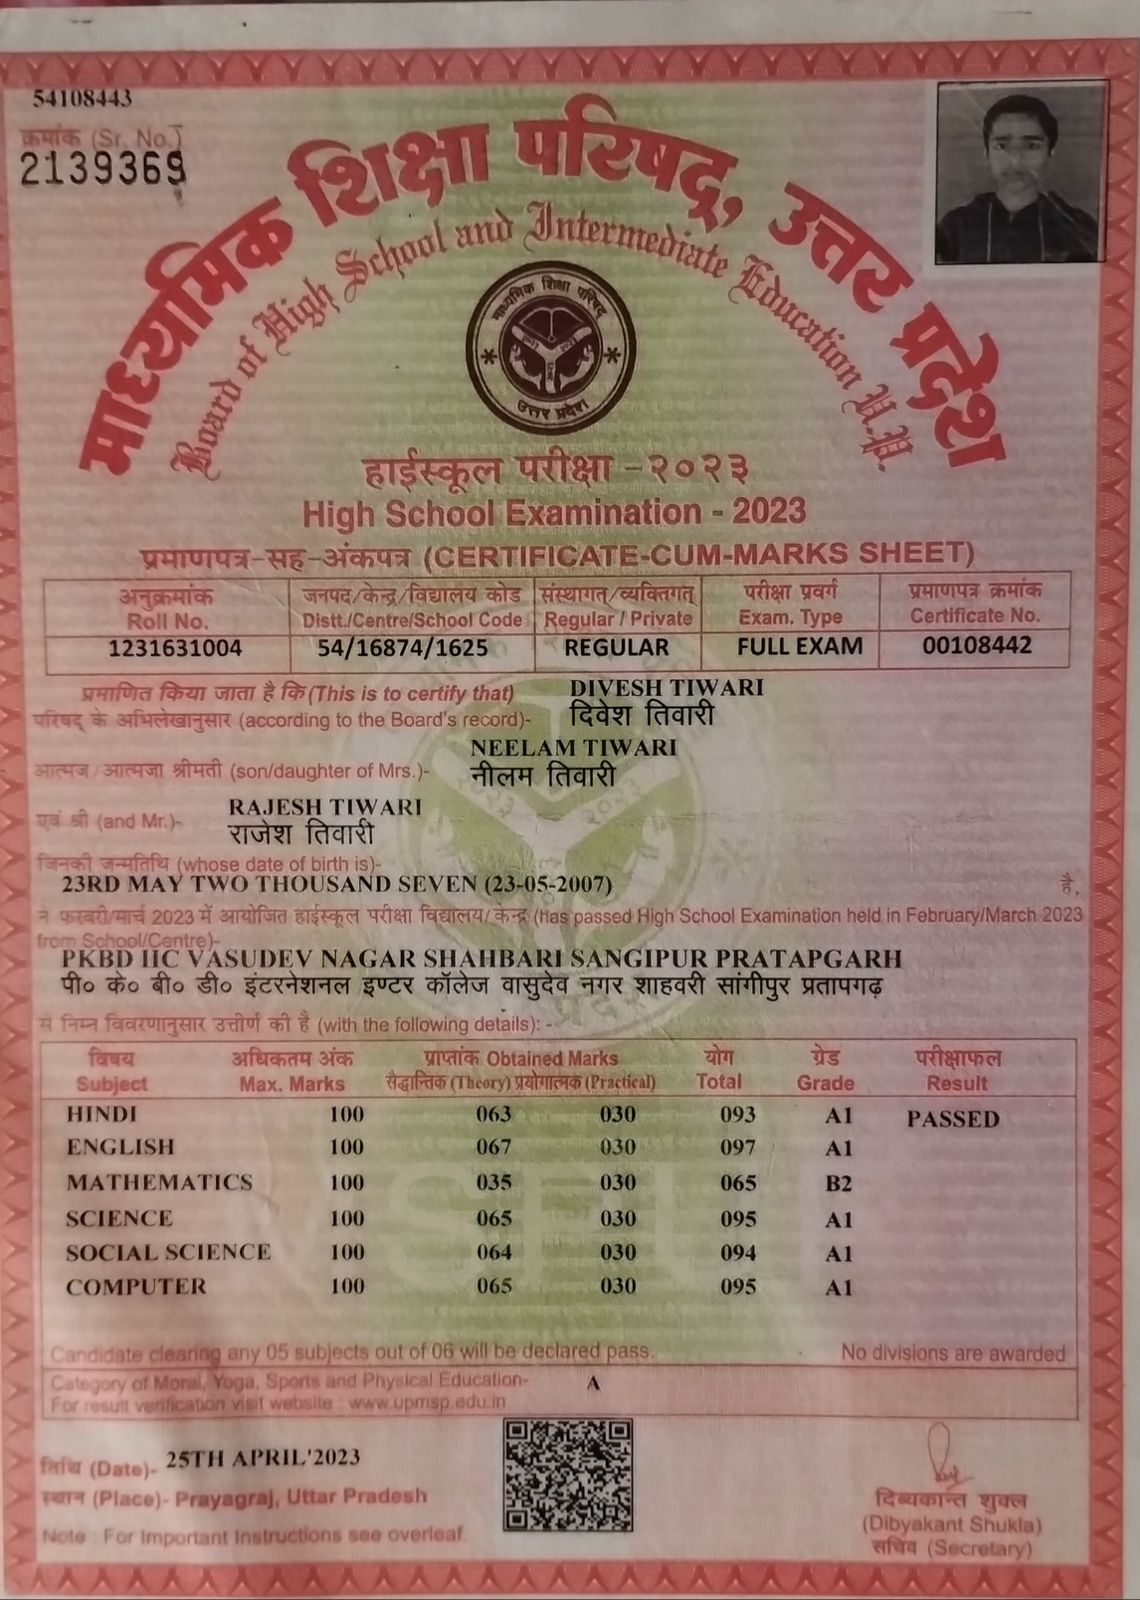 54108443
क्रमांक (Sr. No.)
2139369
माध्यमिक शिक्षा परिषद्, उत्तर प्रदेश
Board of High School and Intermediate Education U.P.
माध्यमिक शिक्षा परिषद
उत्तर प्रदेश
हाईस्कूल परीक्षा -२०२३
High School Examination - 2023
प्रमाणपत्र-सह-अंकपत्र (CERTIFICATE-CUM-MARKS SHEET)
अनुक्रमांक जनपद/केन्द्र/विद्यालय कोड संस्थागत्/व्यक्तिगत् परीक्षा प्रवर्ग प्रमाणपत्र क्रमांक
Roll No. Distt./Centre/School Code Regular / Private Exam. Type Certificate No.
1231631004 54/16874/1625 REGULAR FULL EXAM 00108442
प्रमाणित किया जाता है कि (This is to certify that) DIVESH TIWARI
परिषद् के अभिलेखानुसार (according to the Board's record)- दिवेश तिवारी
NEELAM TIWARI
आत्मज/आत्मजा श्रीमती (son/daughter of Mrs.)- नीलम तिवारी
RAJESH TIWARI
एवं श्री (and Mr.)- राजेश तिवारी
जिनकी जन्मतिथि (whose date of birth is)-
23RD MAY TWO THOUSAND SEVEN (23-05-2007) है,
ने फरवरी/मार्च 2023 में आयोजित हाईस्कूल परीक्षा विद्यालय/केन्द्र (has passed High School Examination held in February/March 2023
from School/Centre)-
PKBD IIC VASUDEV NAGAR SHAHBARI SANGIPUR PRATAPGARH
पी० के० बी० डी० इंटरनेशनल इण्टर कॉलेज वासुदेव नगर शाहवरी सांगीपुर प्रतापगढ़
से निम्न विवरणानुसार उत्तीर्ण की है (with the following details): -
विषय अधिकतम अंक प्राप्तांक Obtained Marks योग ग्रेड परीक्षाफल
Subject Max. Marks सैद्धान्तिक (Theory) प्रयोगात्मक (Practical) Total Grade Result
HINDI 100 063 030 093 A1 PASSED
ENGLISH 100 067 030 097 A1
MATHEMATICS 100 035 030 065 B2
SCIENCE 100 065 030 095 A1
SOCIAL SCIENCE 100 064 030 094 A1
COMPUTER 100 065 030 095 A1
Candidate clearing any 05 subjects out of 06 will be declared pass. No divisions are awarded
Category of Moral, Yoga, Sports and Physical Education- A
For result verification visit website : www.upmsp.edu.in
तिथि (Date)- 25TH APRIL'2023
स्थान (Place)- Prayagraj, Uttar Pradesh
Note : For Important Instructions see overleaf.
दिब्यकान्त शुक्ल
(Dibyakant Shukla)
सचिव (Secretary)